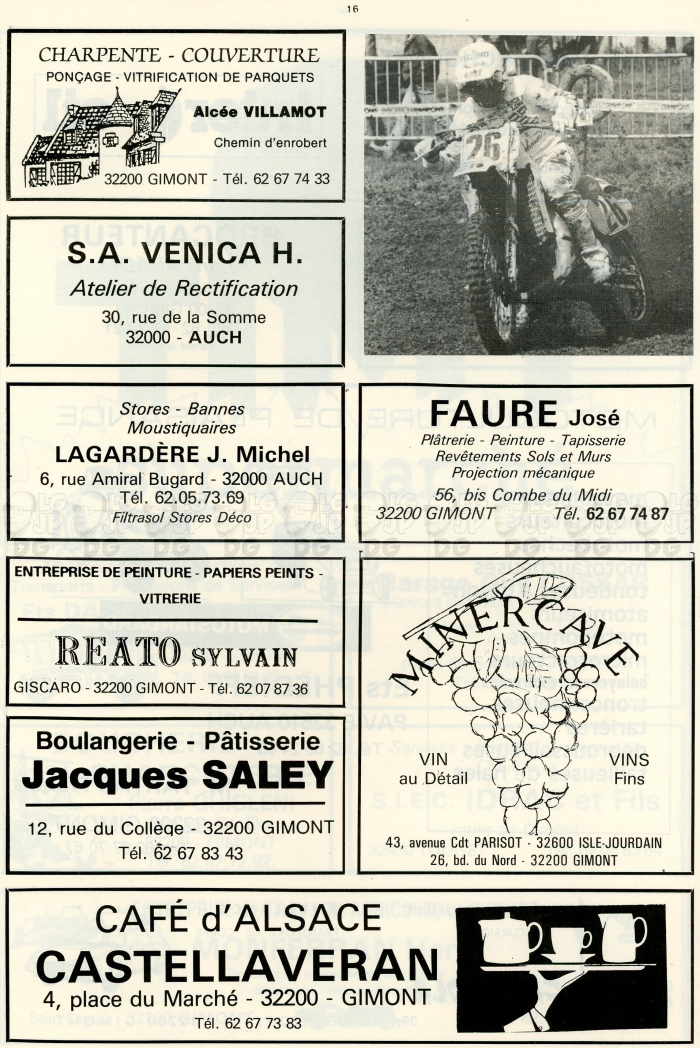 16
CHARPENTE - COUVERTURE
PONÇAGE - VITRIFICATION DE PARQUETS
Alcée VILLAMOT
Chemin d'enrobert
32200 GIMONT - Tél. 62 67 74 33
26
26
S.A. VENICA H.
Atelier de Rectification
30, rue de la Somme
32000 - AUCH
Stores - Bannes
Moustiquaires
LAGARDÈRE J. Michel
6, rue Amiral Bugard - 32000 AUCH
Tél. 62.05.73.69
Filtrasol Stores Déco
FAURE José
Plâtrerie - Peinture - Tapisserie
Revêtements Sols et Murs
Projection mécanique
56, bis Combe du Midi
32200 GIMONT Tél. 62 67 74 87
ENTREPRISE DE PEINTURE - PAPIERS PEINTS -
VITRERIE
REATO SYLVAIN
GISCARO - 32200 GIMONT - Tél. 62 07 87 36
MINERCAVE
VIN
au Détail
VINS
Fins
43, avenue Cdt PARISOT - 32600 ISLE-JOURDAIN
26, bd. du Nord - 32200 GIMONT
Boulangerie - Pâtisserie
Jacques SALEY
12, rue du Collège - 32200 GIMONT
Tél. 62 67 83 43
CAFÉ d'ALSACE
CASTELLAVERAN
4, place du Marché - 32200 - GIMONT
Tél. 62 67 73 83